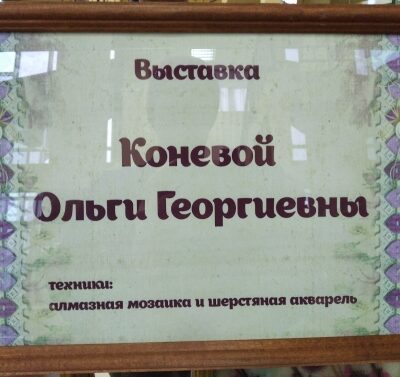 Выставка
Коневой
Ольги Георгиевны
техники:
алмазная мозаика и шерстяная акварель